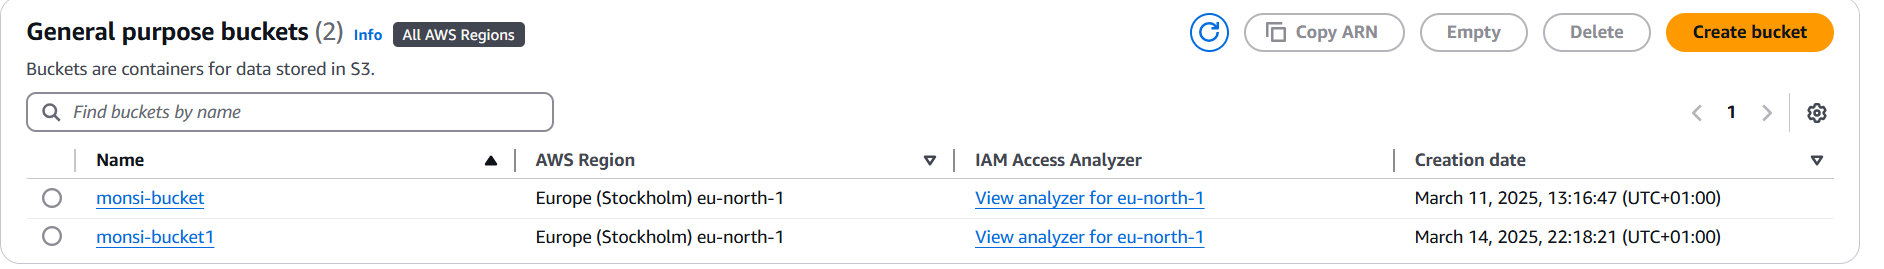 General purpose buckets (2) Info All AWS Regions
Copy ARN Empty Delete Create bucket
Buckets are containers for data stored in S3.
Find buckets by name
1
Name AWS Region IAM Access Analyzer Creation date
monsi-bucket Europe (Stockholm) eu-north-1 View analyzer for eu-north-1 March 11, 2025, 13:16:47 (UTC+01:00)
monsi-bucket1 Europe (Stockholm) eu-north-1 View analyzer for eu-north-1 March 14, 2025, 22:18:21 (UTC+01:00)